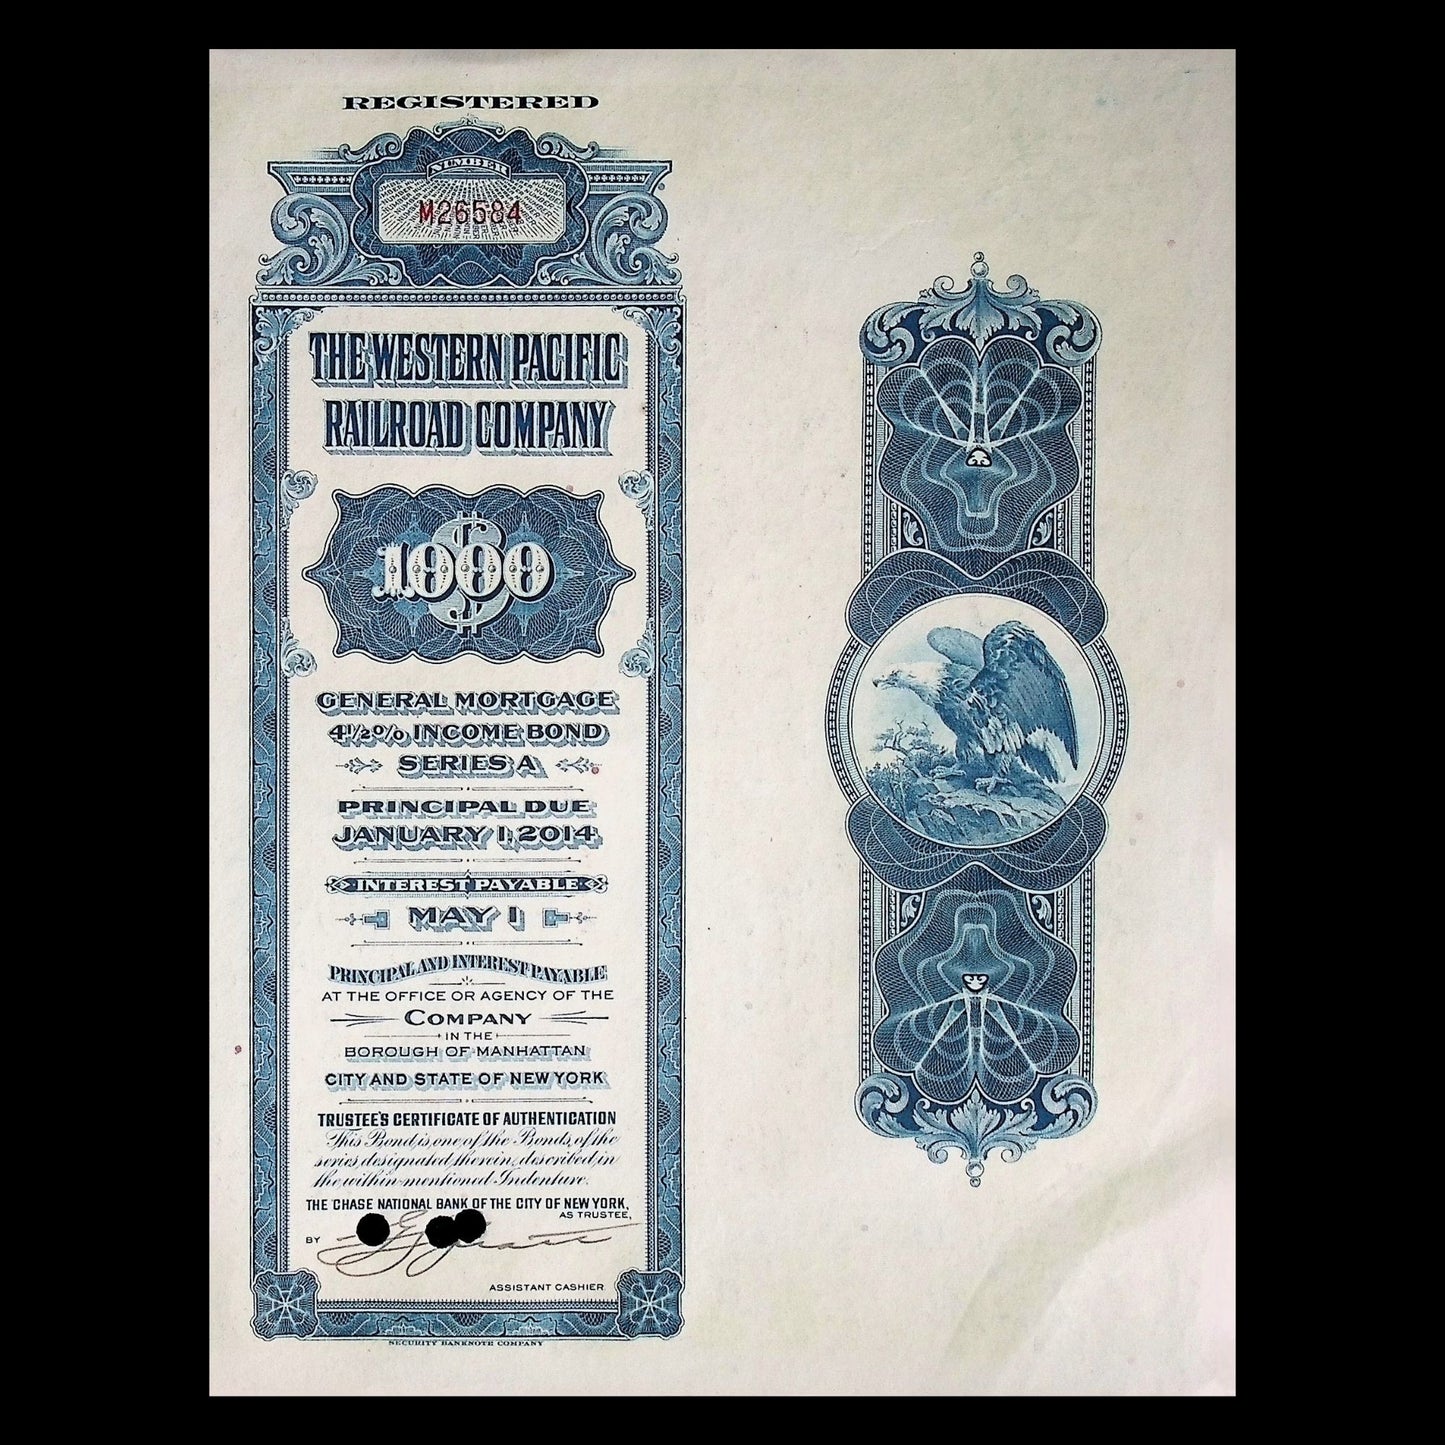 REGISTERED
NUMBER
M26584
THE WESTERN PACIFIC
RAILROAD COMPANY
$1000
GENERAL MORTGAGE
4½% INCOME BOND
SERIES A
PRINCIPAL DUE
JANUARY 1, 2014
INTEREST PAYABLE
MAY 1
PRINCIPAL AND INTEREST PAYABLE
AT THE OFFICE OR AGENCY OF THE
COMPANY
IN THE
BOROUGH OF MANHATTAN
CITY AND STATE OF NEW YORK
TRUSTEE'S CERTIFICATE OF AUTHENTICATION
This Bond is one of the Bonds, of the
series designated therein, described in
the within-mentioned Indenture.
THE CHASE NATIONAL BANK OF THE CITY OF NEW YORK,
AS TRUSTEE,
BY
ASSISTANT CASHIER.
SECURITY BANKNOTE COMPANY